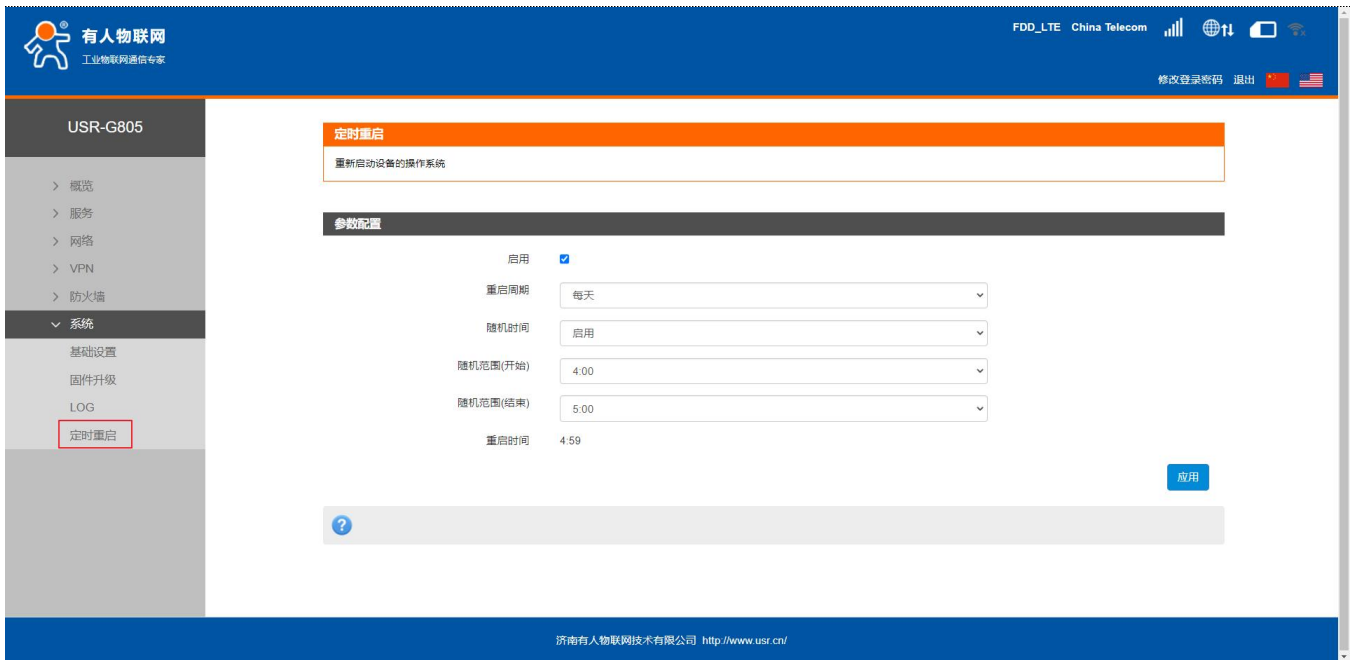 有人物联网
工业物联网通信专家
FDD_LTE China Telecom
修改登录密码 退出
USR-G805
概览
服务
网络
VPN
防火墙
系统
基础设置
固件升级
LOG
定时重启
定时重启
重新启动设备的操作系统
参数配置
启用
重启周期 每天
随机时间 启用
随机范围(开始) 4:00
随机范围(结束) 5:00
重启时间 4:59
应用
济南有人物联网技术有限公司 http://www.usr.cn/